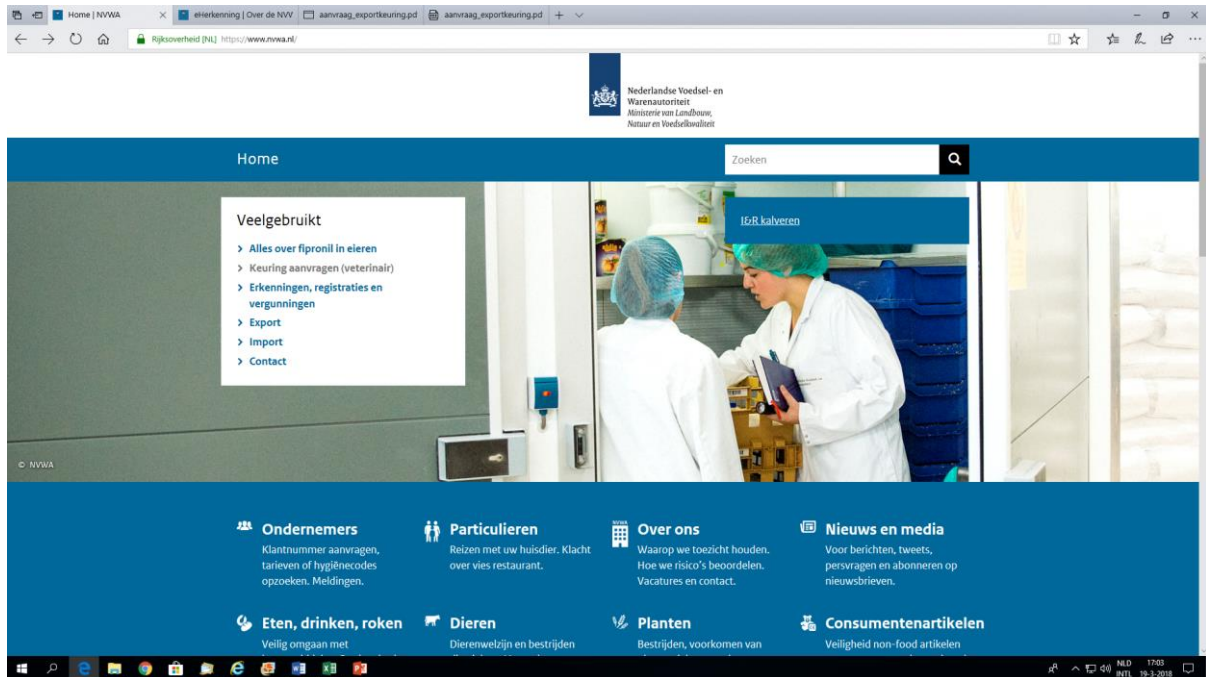 Home | NVWA
eHerkenning | Over de NVV
aanvraag_exportkeuring.pd
aanvraag_exportkeuring.pd
Rijksoverheid [NL] https://www.nvwa.nl/
Nederlandse Voedsel- en
Warenautoriteit
Ministerie van Landbouw,
Natuur en Voedselkwaliteit
Home
Zoeken
Veelgebruikt
Alles over fipronil in eieren
Keuring aanvragen (veterinair)
Erkenningen, registraties en
vergunningen
Export
Import
Contact
I&R kalveren
© NVWA
Ondernemers
Klantnummer aanvragen,
tarieven of hygiënecodes
opzoeken. Meldingen.
Particulieren
Reizen met uw huisdier. Klacht
over vies restaurant.
NVWA
Over ons
Waarop we toezicht houden.
Hoe we risico's beoordelen.
Vacatures en contact.
Nieuws en media
Voor berichten, tweets,
persvragen en abonneren op
nieuwsbrieven.
Eten, drinken, roken
Veilig omgaan met
Dieren
Dierenwelzijn en bestrijden
Planten
Bestrijden, voorkomen van
Consumentenartikelen
Veiligheid non-food artikelen
NLD
INTL
17:03
19-3-2018